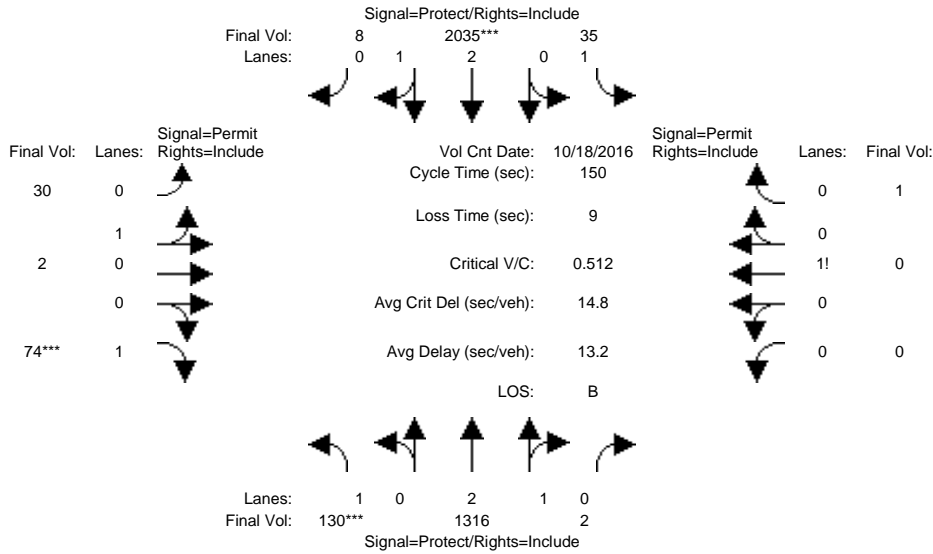 Signal=Protect/Rights=Include
Final Vol: 8 2035*** 35
Lanes: 0 1 2 0 1
Signal=Permit Signal=Permit
Final Vol: Lanes: Rights=Include Vol Cnt Date: 10/18/2016 Rights=Include Lanes: Final Vol:
Cycle Time (sec): 150
30 0 0 1
Loss Time (sec): 9
1 0
2 0 Critical V/C: 0.512 1! 0
0 Avg Crit Del (sec/veh): 14.8 0
74*** 1 Avg Delay (sec/veh): 13.2 0 0
LOS: B
Lanes: 1 0 2 1 0
Final Vol: 130*** 1316 2
Signal=Protect/Rights=Include